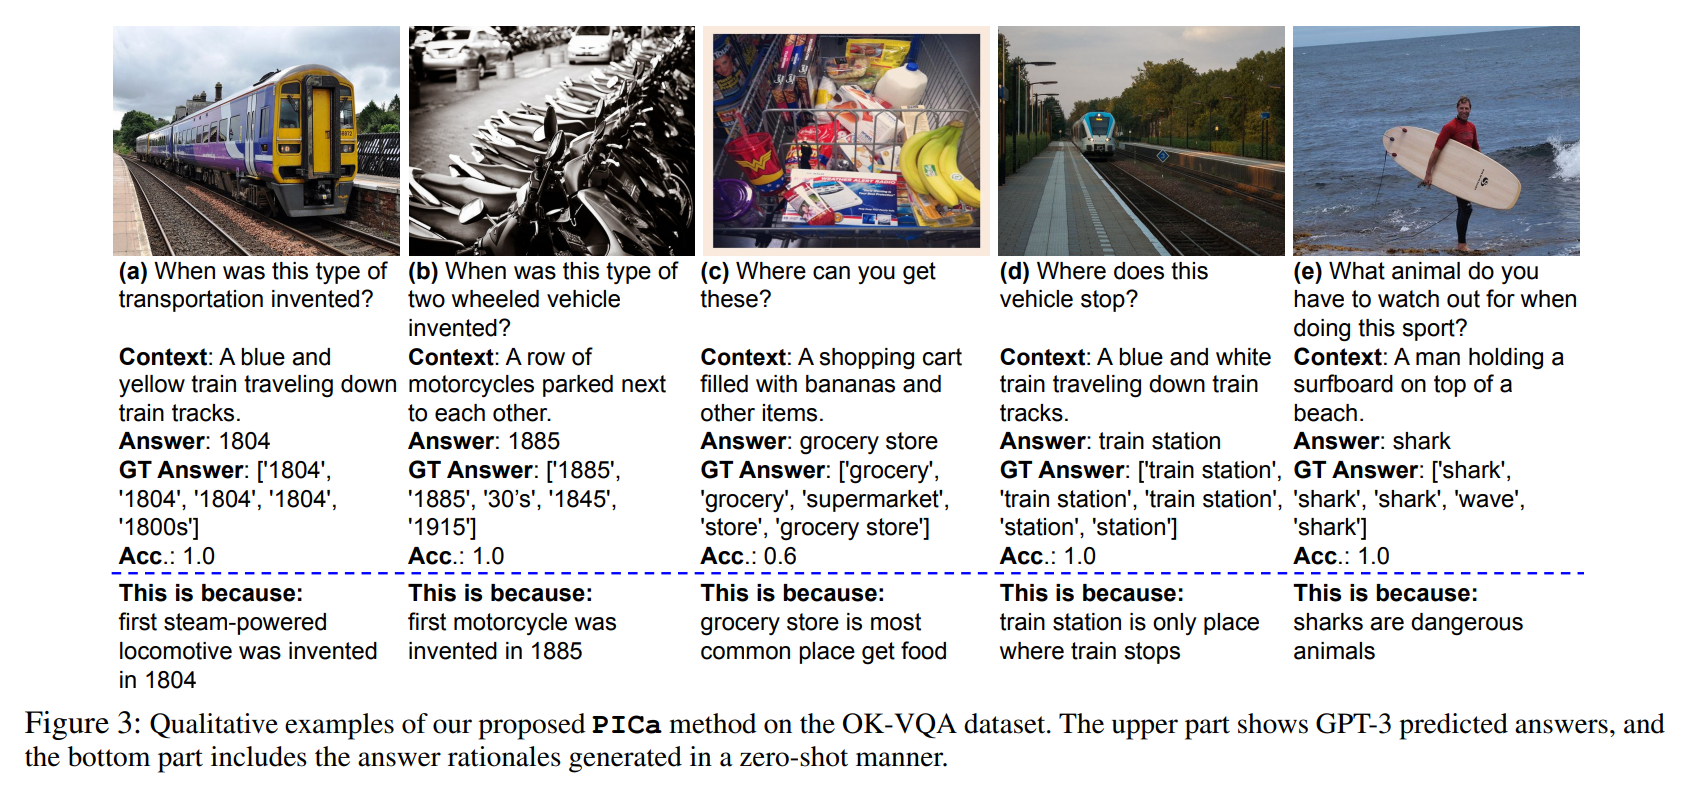 (a) When was this type of
transportation invented?
Context: A blue and
yellow train traveling down
train tracks.
Answer: 1804
GT Answer: ['1804',
'1804', '1804', '1804',
'1800s']
Acc.: 1.0
This is because:
first steam-powered
locomotive was invented
in 1804
(b) When was this type of
two wheeled vehicle
invented?
Context: A row of
motorcycles parked next
to each other.
Answer: 1885
GT Answer: ['1885',
'1885', '30’s', '1845',
'1915']
Acc.: 1.0
This is because:
first motorcycle was
invented in 1885
WEATHER ALERT RADIO
(c) Where can you get
these?
Context: A shopping cart
filled with bananas and
other items.
Answer: grocery store
GT Answer: ['grocery',
'grocery', 'supermarket',
'store', 'grocery store']
Acc.: 0.6
This is because:
grocery store is most
common place get food
(d) Where does this
vehicle stop?
Context: A blue and white
train traveling down train
tracks.
Answer: train station
GT Answer: ['train station',
'train station', 'train station',
'station', 'station']
Acc.: 1.0
This is because:
train station is only place
where train stops
(e) What animal do you
have to watch out for when
doing this sport?
Context: A man holding a
surfboard on top of a
beach.
Answer: shark
GT Answer: ['shark',
'shark', 'shark', 'wave',
'shark']
Acc.: 1.0
This is because:
sharks are dangerous
animals
Figure 3: Qualitative examples of our proposed PICa method on the OK-VQA dataset. The upper part shows GPT-3 predicted answers, and
the bottom part includes the answer rationales generated in a zero-shot manner.